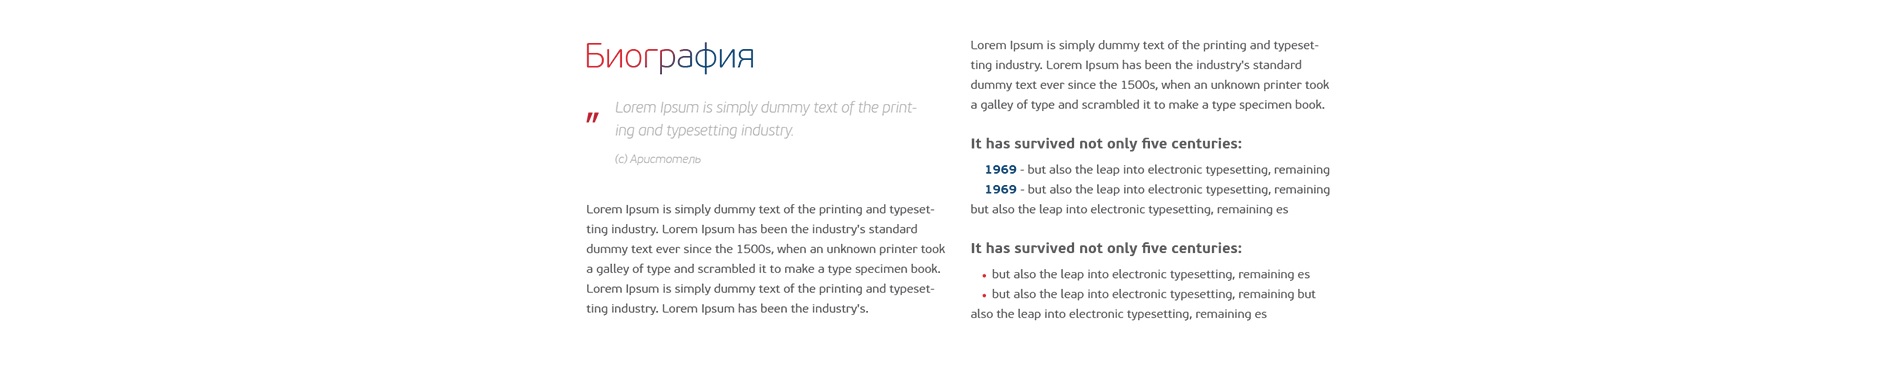 Биография
" Lorem Ipsum is simply dummy text of the print-
ing and typesetting industry.
(c) Аристотель
Lorem Ipsum is simply dummy text of the printing and typeset-
ting industry. Lorem Ipsum has been the industry's standard
dummy text ever since the 1500s, when an unknown printer took
a galley of type and scrambled it to make a type specimen book.
Lorem Ipsum is simply dummy text of the printing and typeset-
ting industry. Lorem Ipsum has been the industry's.
Lorem Ipsum is simply dummy text of the printing and typeset-
ting industry. Lorem Ipsum has been the industry's standard
dummy text ever since the 1500s, when an unknown printer took
a galley of type and scrambled it to make a type specimen book.
It has survived not only five centuries:
1969 - but also the leap into electronic typesetting, remaining
1969 - but also the leap into electronic typesetting, remaining
but also the leap into electronic typesetting, remaining es
It has survived not only five centuries:
• but also the leap into electronic typesetting, remaining es
• but also the leap into electronic typesetting, remaining but
also the leap into electronic typesetting, remaining es